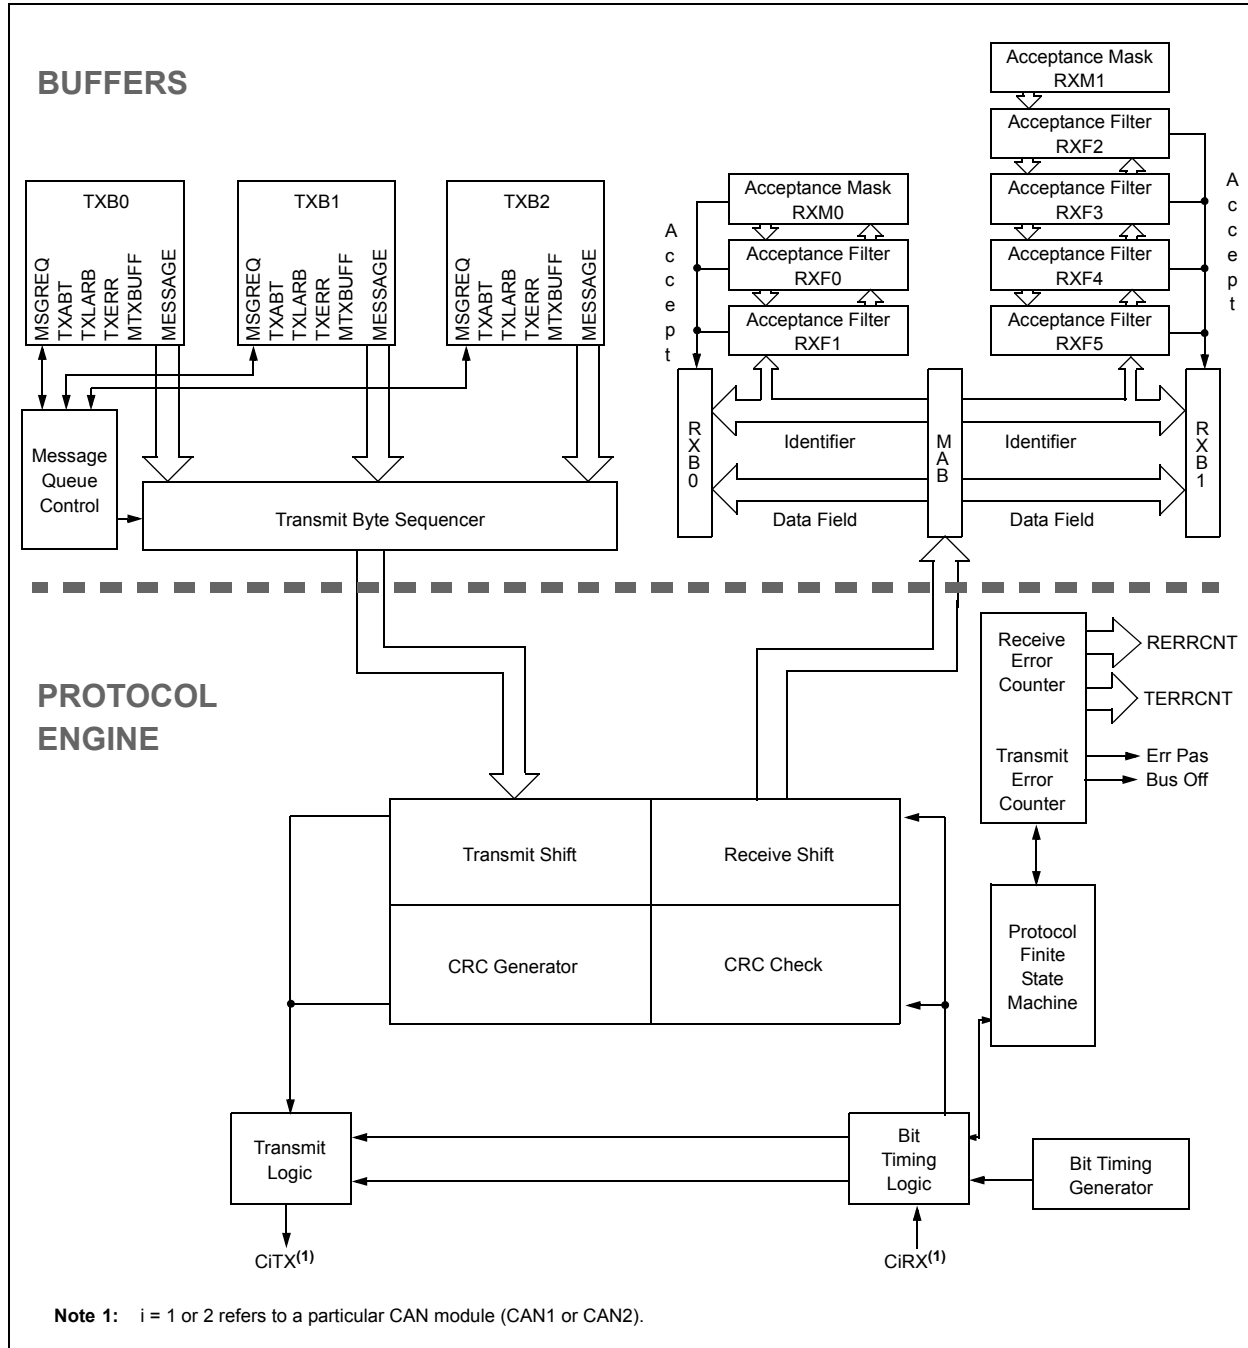 BUFFERS
Acceptance Mask
RXM1
Acceptance Filter
RXF2
Acceptance Filter
RXF3
Acceptance Filter
RXF4
Acceptance Filter
RXF5
Accept
Acceptance Mask
RXM0
Acceptance Filter
RXF0
Acceptance Filter
RXF1
Accept
TXB0
MSGREQ
TXABT
TXLARB
TXERR
MTXBUFF
MESSAGE
TXB1
MSGREQ
TXABT
TXLARB
TXERR
MTXBUFF
MESSAGE
TXB2
MSGREQ
TXABT
TXLARB
TXERR
MTXBUFF
MESSAGE
Message
Queue
Control
Transmit Byte Sequencer
RXB0
Identifier
Data Field
MAB
Identifier
Data Field
RXB1
PROTOCOL
ENGINE
Receive
Error
Counter
Transmit
Error
Counter
RERRCNT
TERRCNT
Err Pas
Bus Off
Transmit Shift
Receive Shift
CRC Generator
CRC Check
Protocol
Finite
State
Machine
Transmit
Logic
Bit
Timing
Logic
Bit Timing
Generator
CiTX(1)
CiRX(1)
Note 1: i = 1 or 2 refers to a particular CAN module (CAN1 or CAN2).